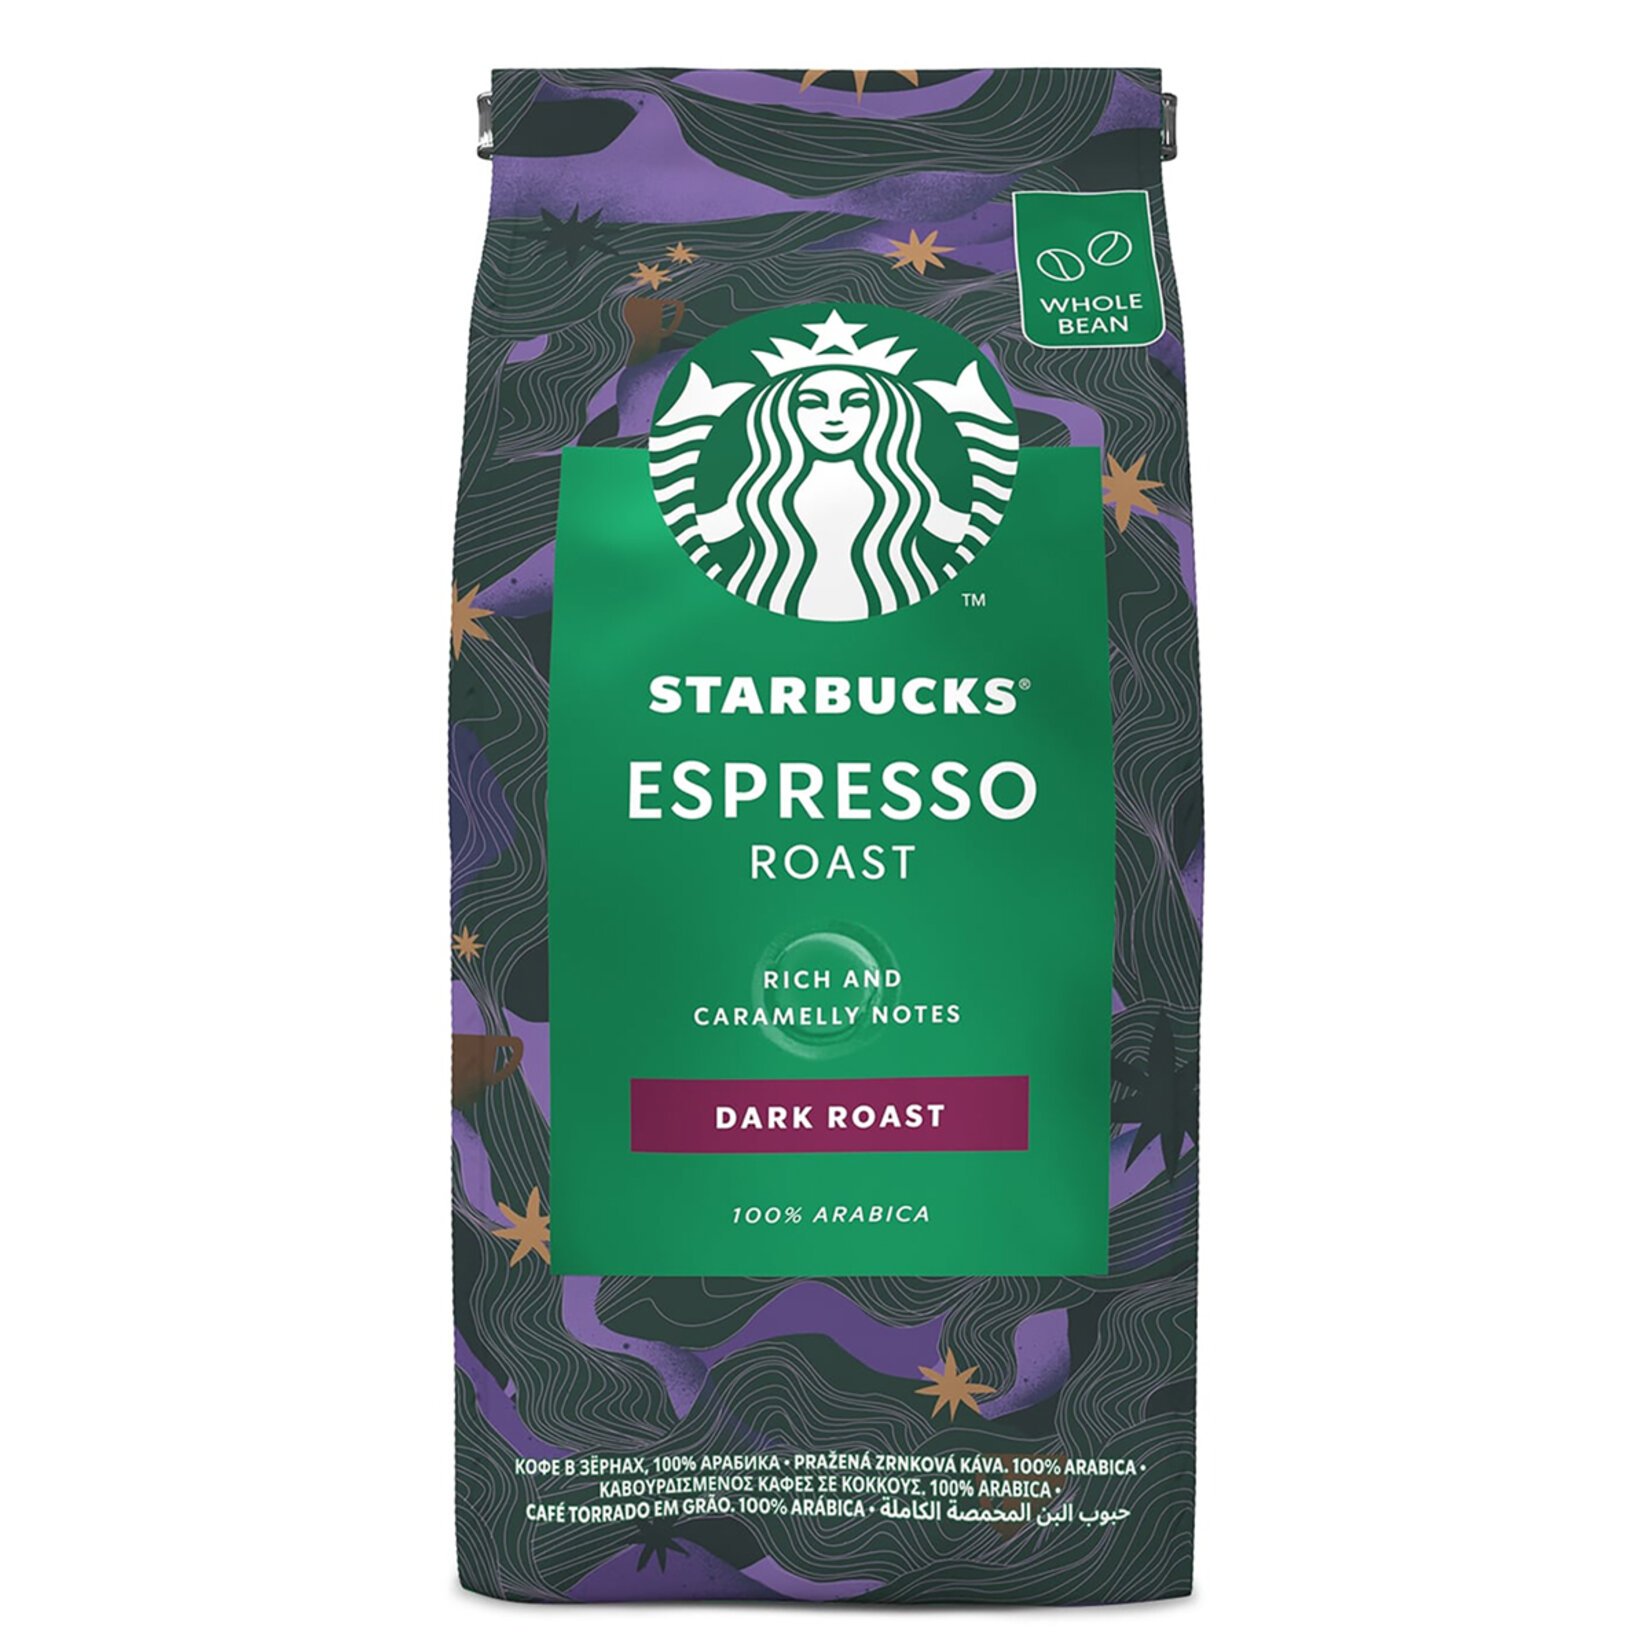 WHOLE
BEAN
TM
STARBUCKS®
ESPRESSO
ROAST
RICH AND
CARAMELLY NOTES
DARK ROAST
100% ARABICA
КОФЕ В ЗЁРНАХ, 100% АРАБИКА • PRAŽENÁ ZRNKOVÁ KÁVA. 100% ARABICA •
ΚΑΒΟΥΡΔΙΣΜΕΝΟΣ ΚΑΦΕΣ ΣΕ ΚΟΚΚΟΥΣ. 100% ARABICA •
CAFÉ TORRADO EM GRÃO. 100% ARÁBICA • حبوب البن المحمصة الكاملة